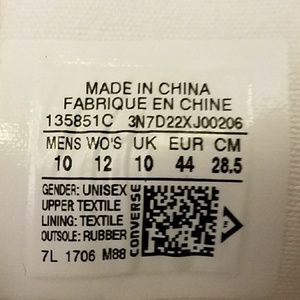 MADE IN CHINA
FABRIQUE EN CHINE
135851C 3N7D22XJ00206
MENS WO'S UK EUR CM
10 12 10 44 28.5
GENDER: UNISEX
UPPER TEXTILE
LINING: TEXTILE
OUTSOLE: RUBBER
CONVERSE
7L 1706 M88